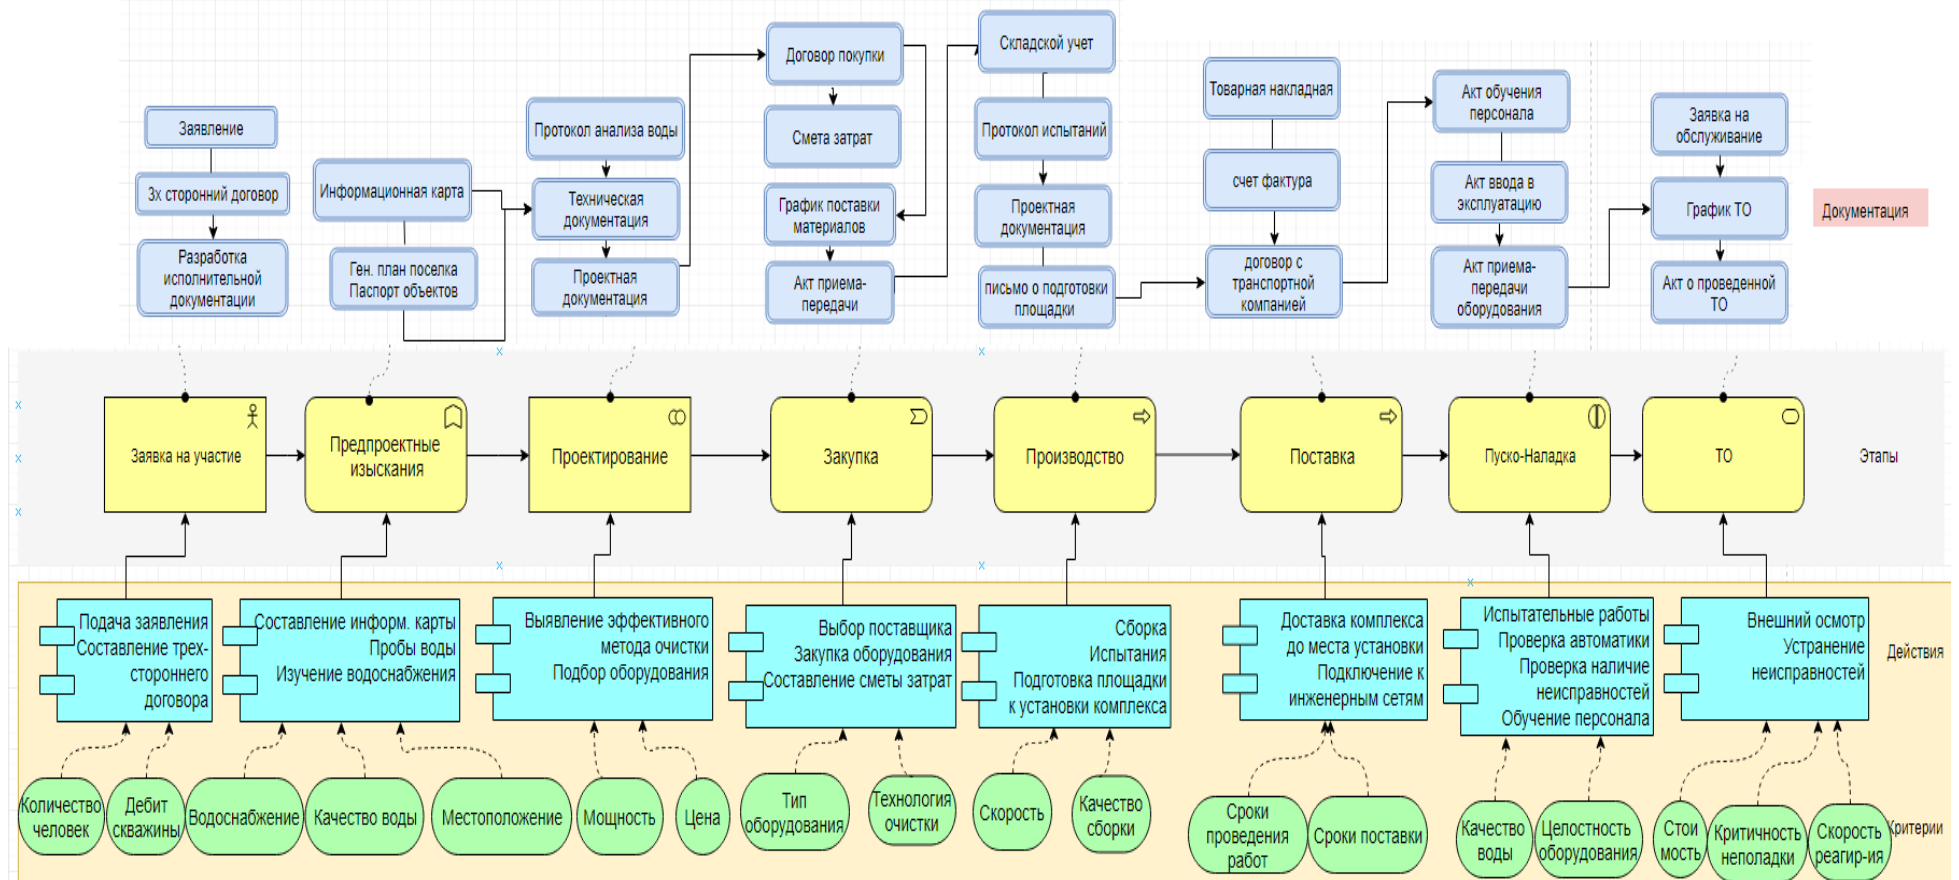 Заявление
3х сторонний договор
Разработка
исполнительной
документации
Информационная карта
Ген. план поселка
Паспорт объектов
Протокол анализа воды
Техническая
документация
Проектная
документация
Договор покупки
Смета затрат
График поставки
материалов
Акт приема-
передачи
Складской учет
Протокол испытаний
Проектная
документация
письмо о подготовки
площадки
Товарная накладная
счет фактура
договор с
транспортной
компанией
Акт обучения
персонала
Акт ввода в
эксплуатацию
Акт приема-
передачи
оборудования
Заявка на
обслуживание
График ТО
Акт о проведенной
ТО
Документация
Заявка на участие
Предпроектные
изыскания
Проектирование
Закупка
Производство
Поставка
Пуско-Наладка
ТО
Этапы
Подача заявления
Составление трех-
стороннего
договора
Составление информ. карты
Пробы воды
Изучение водоснабжения
Выявление эффективного
метода очистки
Подбор оборудования
Выбор поставщика
Закупка оборудования
Составление сметы затрат
Сборка
Испытания
Подготовка площадки
к установки комплекса
Доставка комплекса
до места установки
Подключение к
инженерным сетям
Испытательные работы
Проверка автоматики
Проверка наличие
неисправностей
Обучение персонала
Внешний осмотр
Устранение
неисправностей
Действия
Количество
человек
Дебит
скважины
Водоснабжение
Качество воды
Местоположение
Мощность
Цена
Тип
оборудования
Технология
очистки
Скорость
Качество
сборки
Сроки
проведения
работ
Сроки поставки
Качество
воды
Целостность
оборудования
Стои
мость
Критичность
неполадки
Скорость
реагир-ия
Критерии